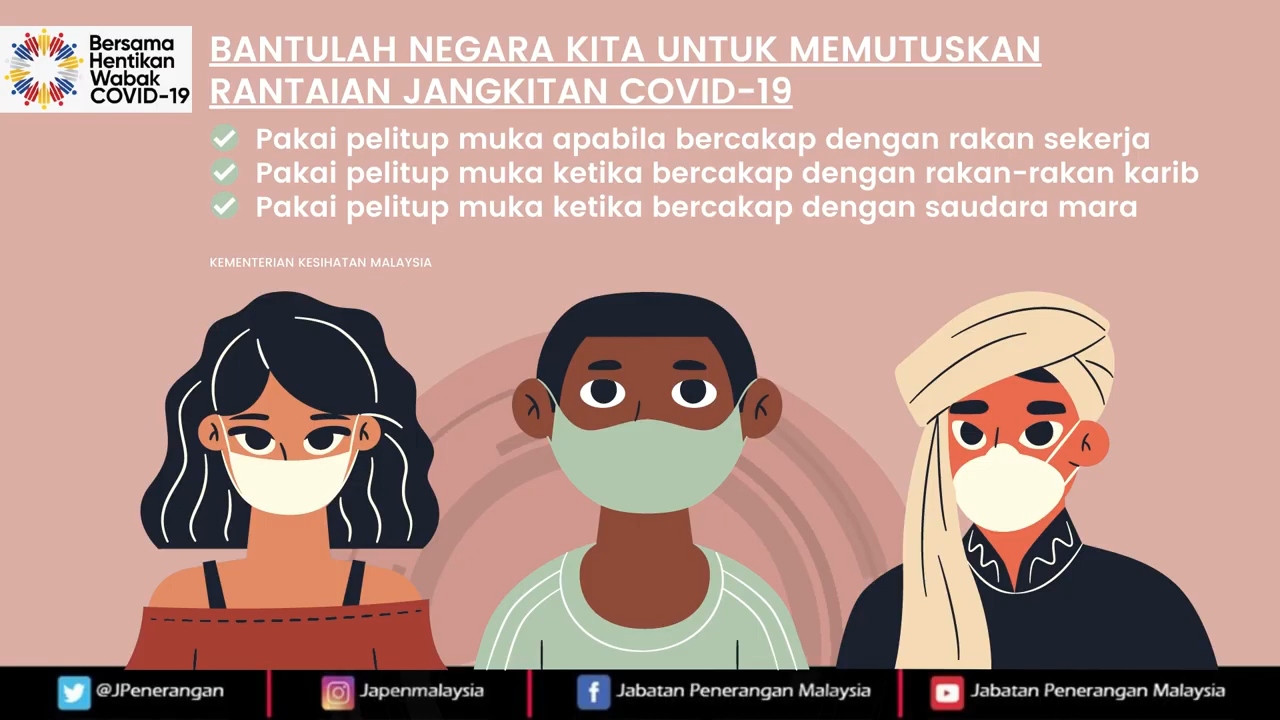 Bersama
Hentikan
Wabak
COVID-19
BANTULAH NEGARA KITA UNTUK MEMUTUSKAN
RANTAIAN JANGKITAN COVID-19
Pakai pelitup muka apabila bercakap dengan rakan sekerja
Pakai pelitup muka ketika bercakap dengan rakan-rakan karib
Pakai pelitup muka ketika bercakap dengan saudara mara
KEMENTERIAN KESIHATAN MALAYSIA
@JPenerangan
Japenmalaysia
Jabatan Penerangan Malaysia
Jabatan Penerangan Malaysia